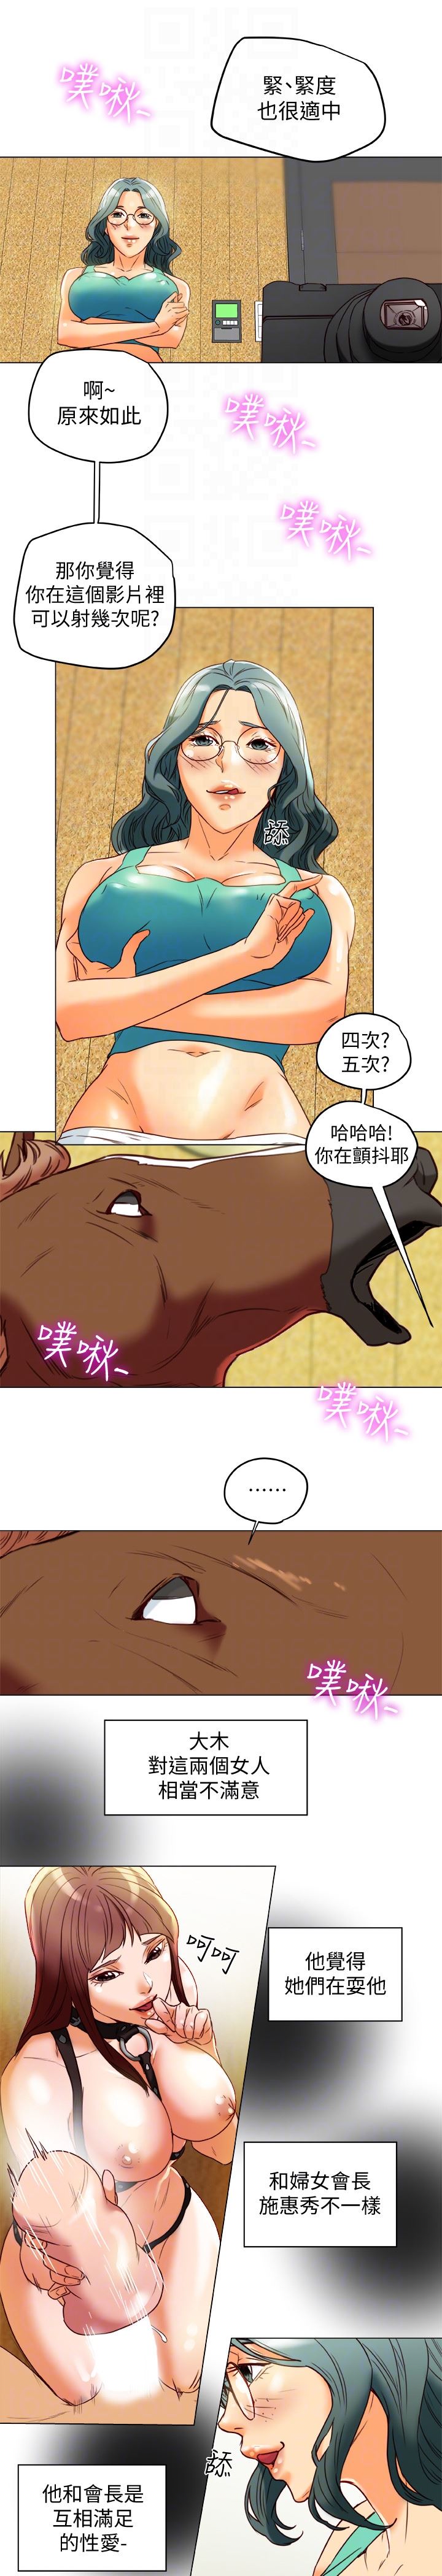 緊、緊度
也很適中
噗啾~
啊~
原來如此
噗啾~
噗啾~
那你覺得
你在這個影片裡
可以射幾次呢?
舔
四次?
五次?
哈哈哈!
你在顫抖耶
噗啾~
噗啾~
……
噗啾~
大木
對這兩個女人
相當不滿意
呵呵
他覺得
她們在耍他
和婦女會長
施惠秀不一樣
舔
他和會長是
互相滿足
的性愛-